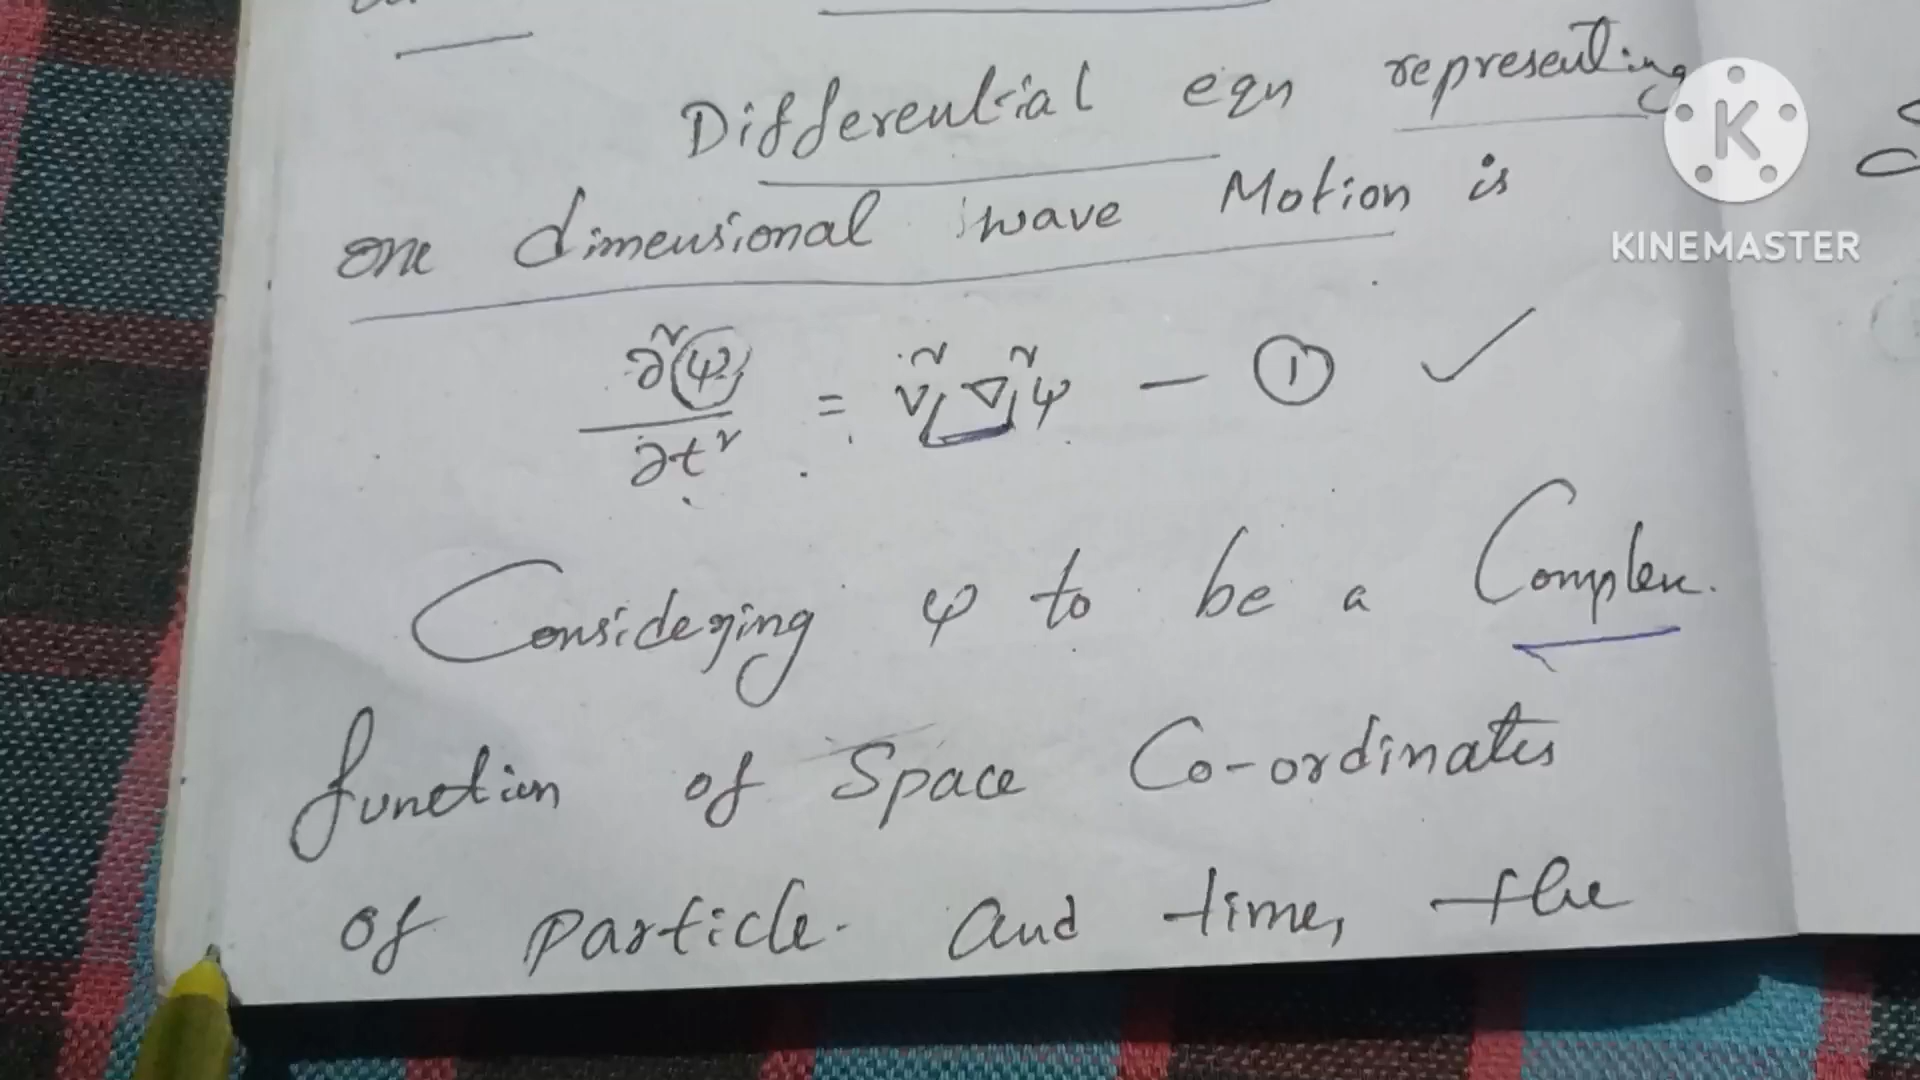 Differential eqn representing
one dimensional wave Motion is
∂²ψ/∂t² = v²∇²ψ — ①
Considering ψ to be a Complex
function of Space Co-ordinates
of particle and time, the
K
KINEMASTER